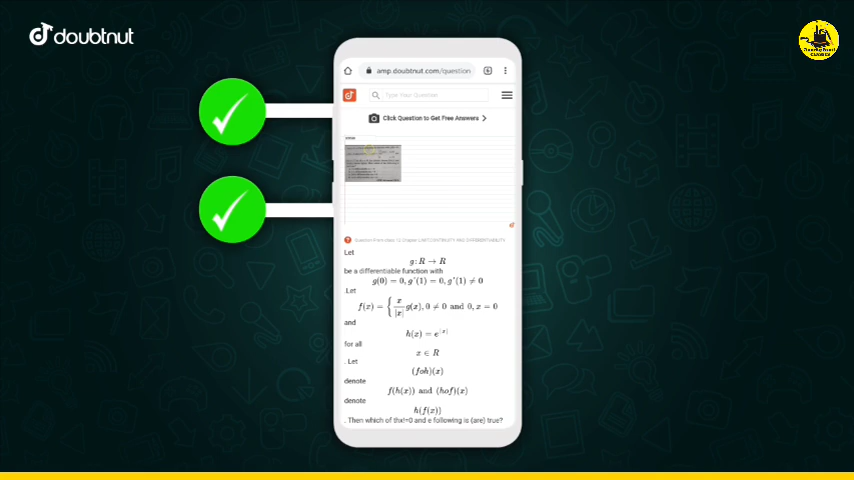 doubtnut
amp.doubtnut.com/question
Type Your Question
Click Question to Get Free Answers
Let
g: R → R
be a differentiable function with
g(0) = 0, g'(1) = 0, g'(1) ≠ 0
.Let
f(x) = { x/|x| g(x), 0 ≠ 0 and 0, x = 0
and
h(x) = e^|x|
for all
x ∈ R
. Let
(foh)(x)
denote
f(h(x)) and (hof)(x)
denote
h(f(x))
. Then which of thx!=0 and e following is (are) true?